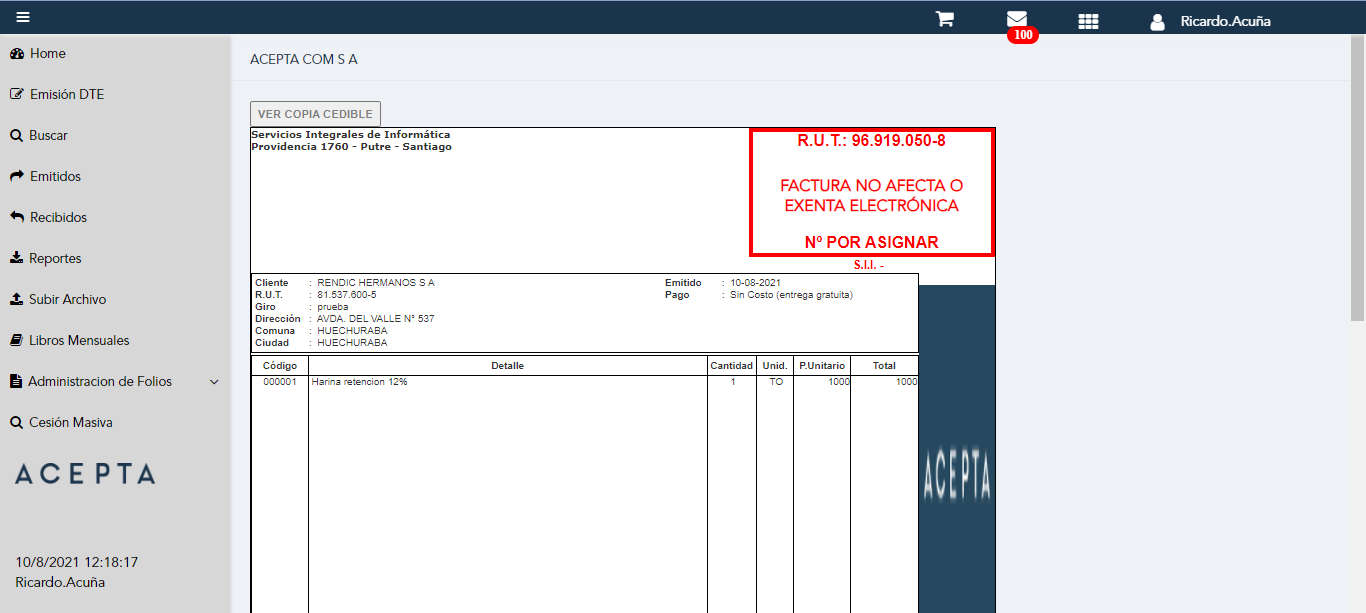 Ricardo.Acuña
100
Home
Emisión DTE
Buscar
Emitidos
Recibidos
Reportes
Subir Archivo
Libros Mensuales
Administracion de Folios
Cesión Masiva
ACEPTA
10/8/2021 12:18:17
Ricardo.Acuña
ACEPTA COM S A
VER COPIA CEDIBLE
Servicios Integrales de Informática
Providencia 1760 - Putre - Santiago
R.U.T.: 96.919.050-8
FACTURA NO AFECTA O
EXENTA ELECTRÓNICA
Nº POR ASIGNAR
S.I.I. -
Cliente : RENDIC HERMANOS S A Emitido : 10-08-2021
R.U.T. : 81.537.600-5 Pago : Sin Costo (entrega gratuita)
Giro : prueba
Dirección : AVDA. DEL VALLE N° 537
Comuna : HUECHURABA
Ciudad : HUECHURABA
Código Detalle Cantidad Unid. P.Unitario Total
000001 Harina retencion 12% 1 TO 1000 1000
ACEPTA